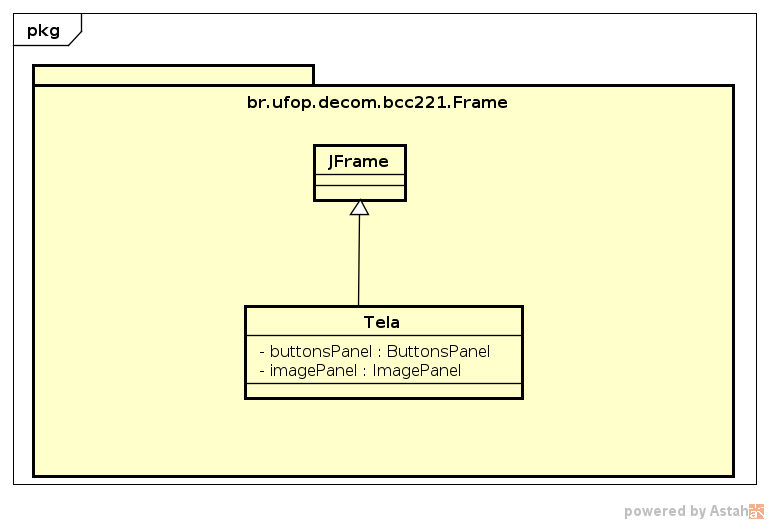 pkg
br.ufop.decom.bcc221.Frame
JFrame
Tela
- buttonsPanel : ButtonsPanel
- imagePanel : ImagePanel
powered by Astah